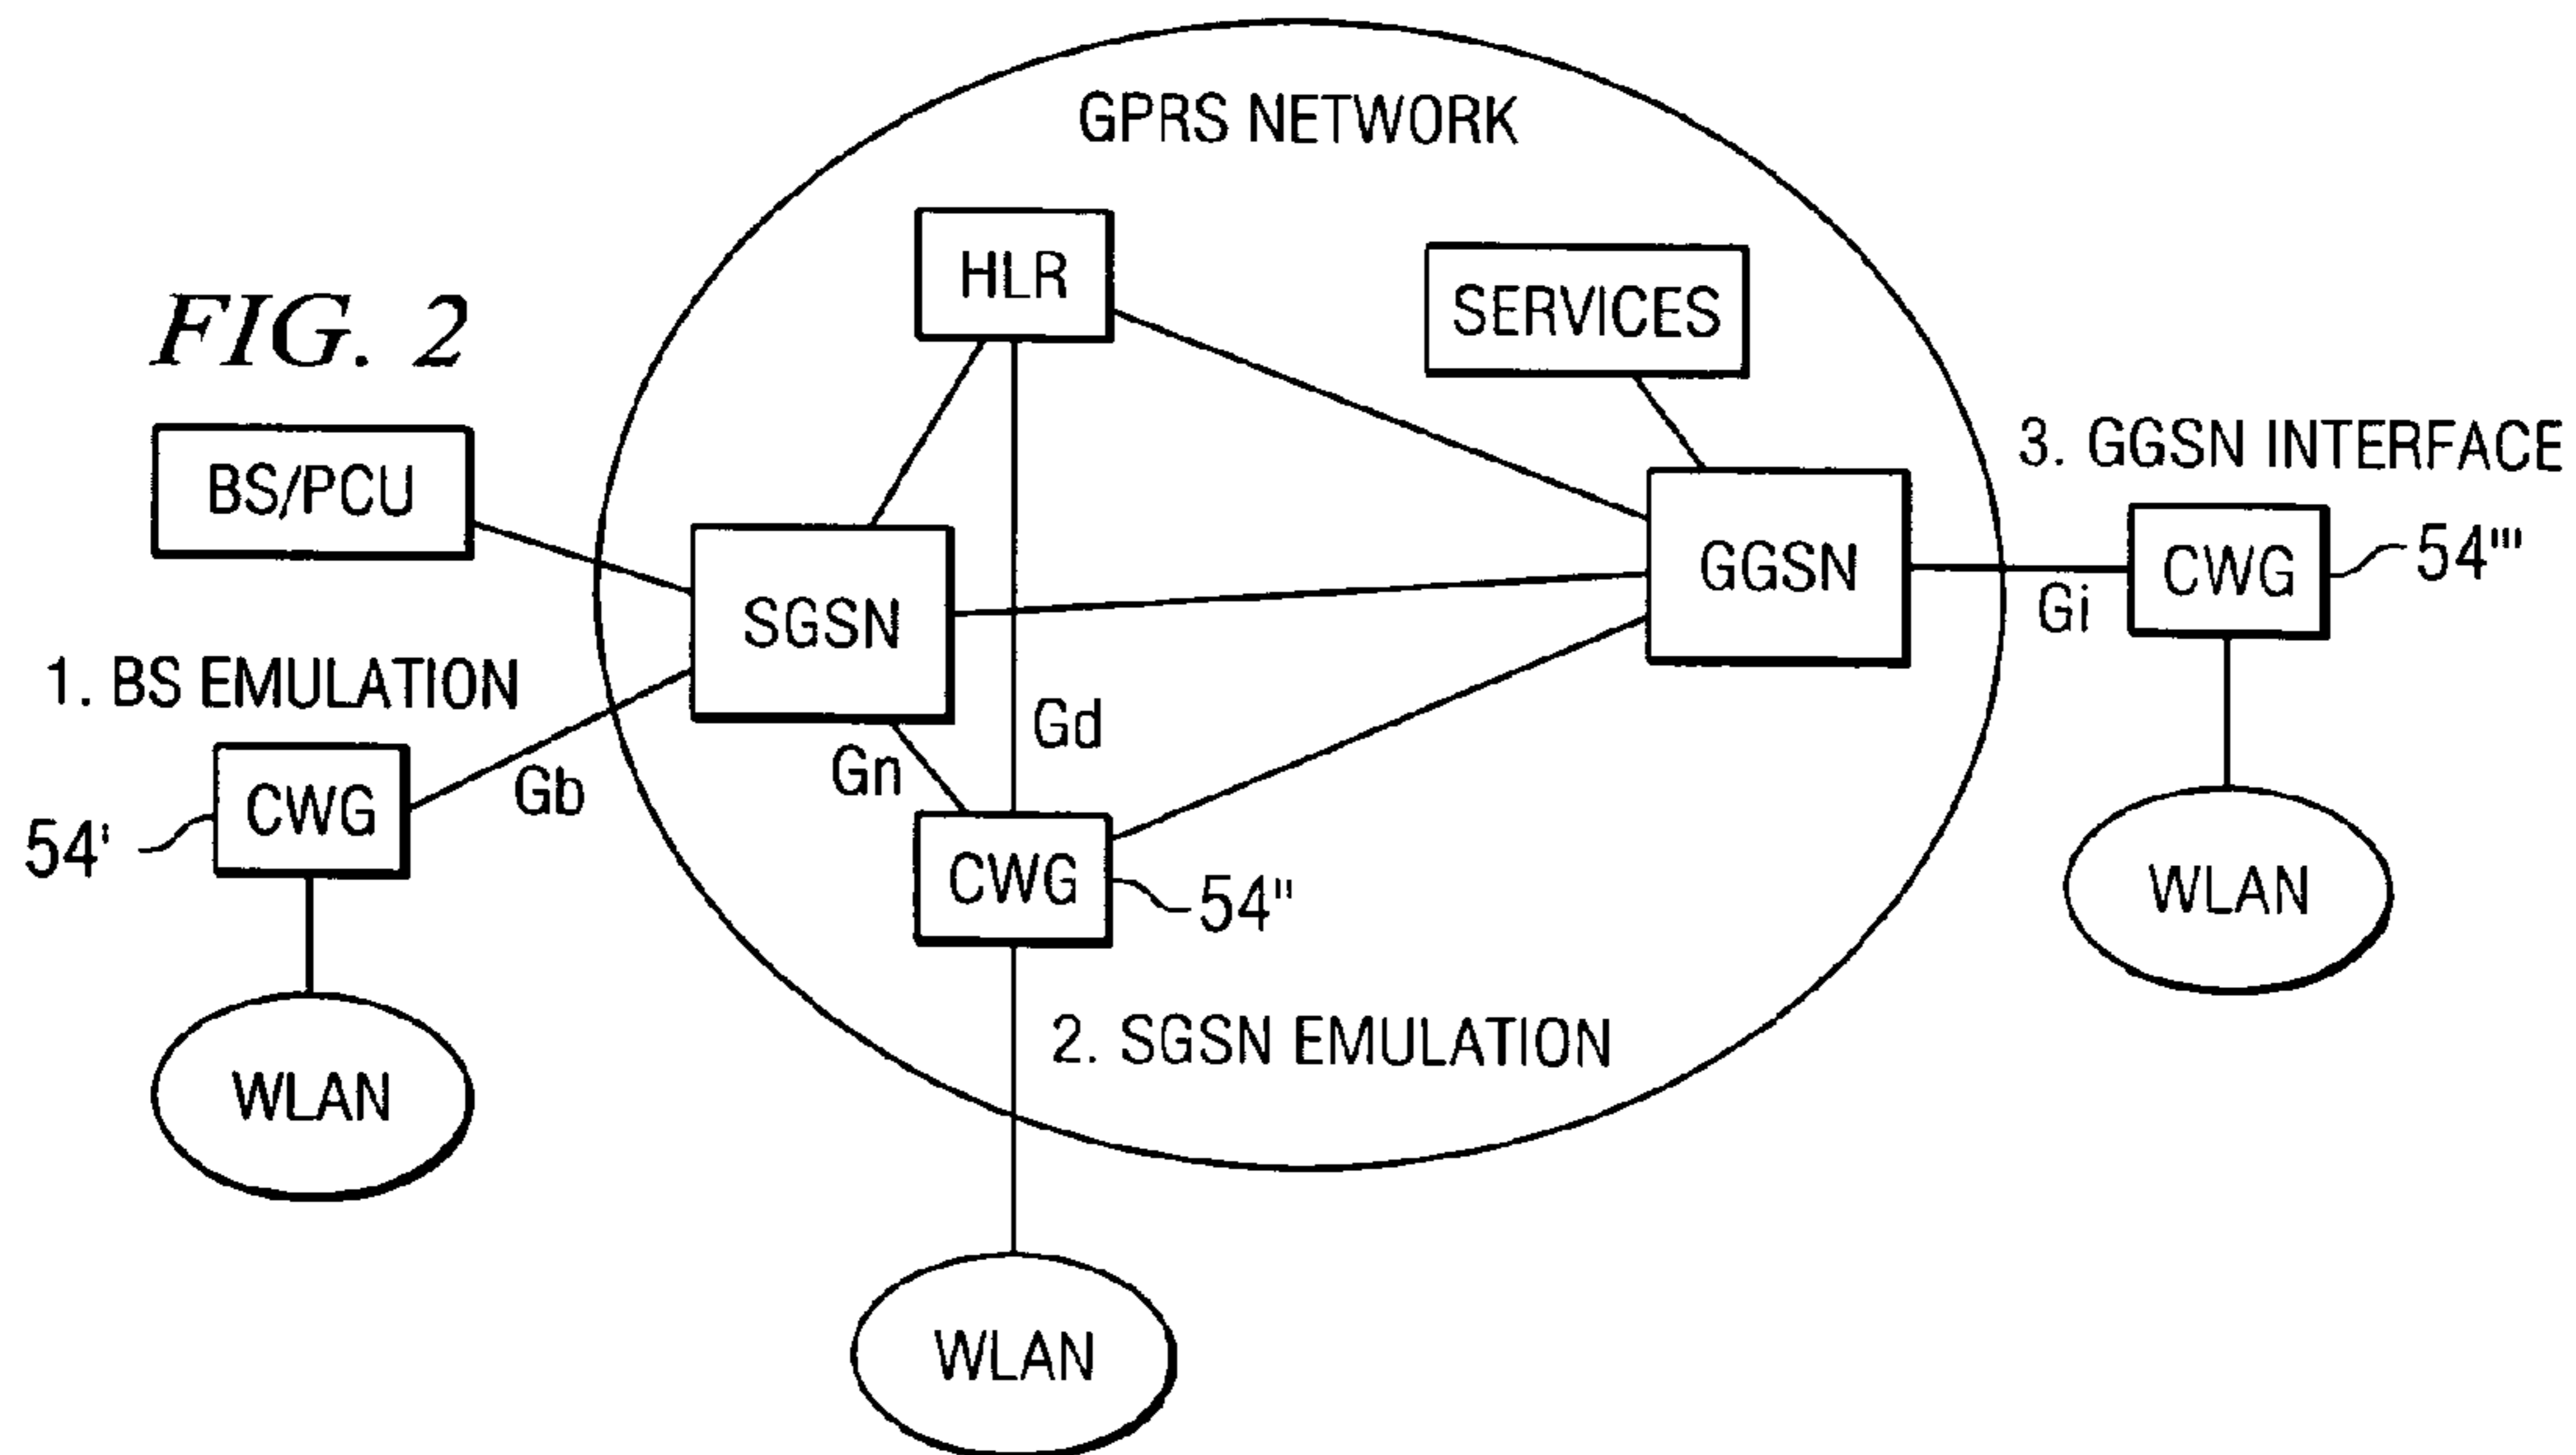 GPRS NETWORK
HLR
SERVICES
FIG. 2
BS/PCU
3. GGSN INTERFACE
SGSN
GGSN
CWG
54'''
Gi
1. BS EMULATION
Gd
Gn
Gb
CWG
54'
CWG
54''
WLAN
2. SGSN EMULATION
WLAN
WLAN